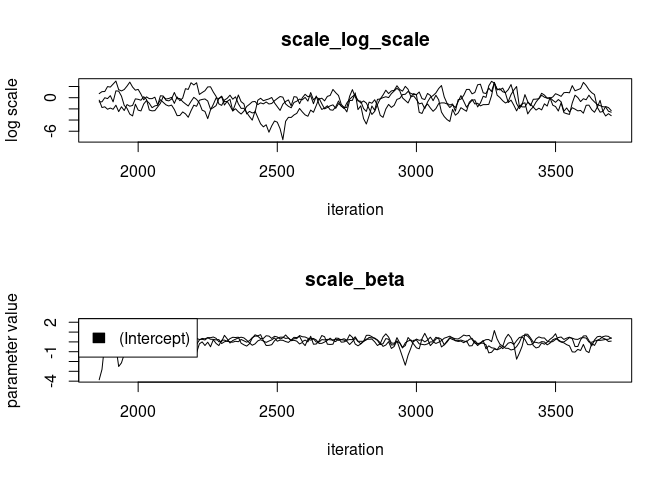 scale_log_scale
log scale
0
-6
2000 2500 3000 3500
iteration
scale_beta
parameter value
2
-1
-4
(Intercept)
2000 2500 3000 3500
iteration